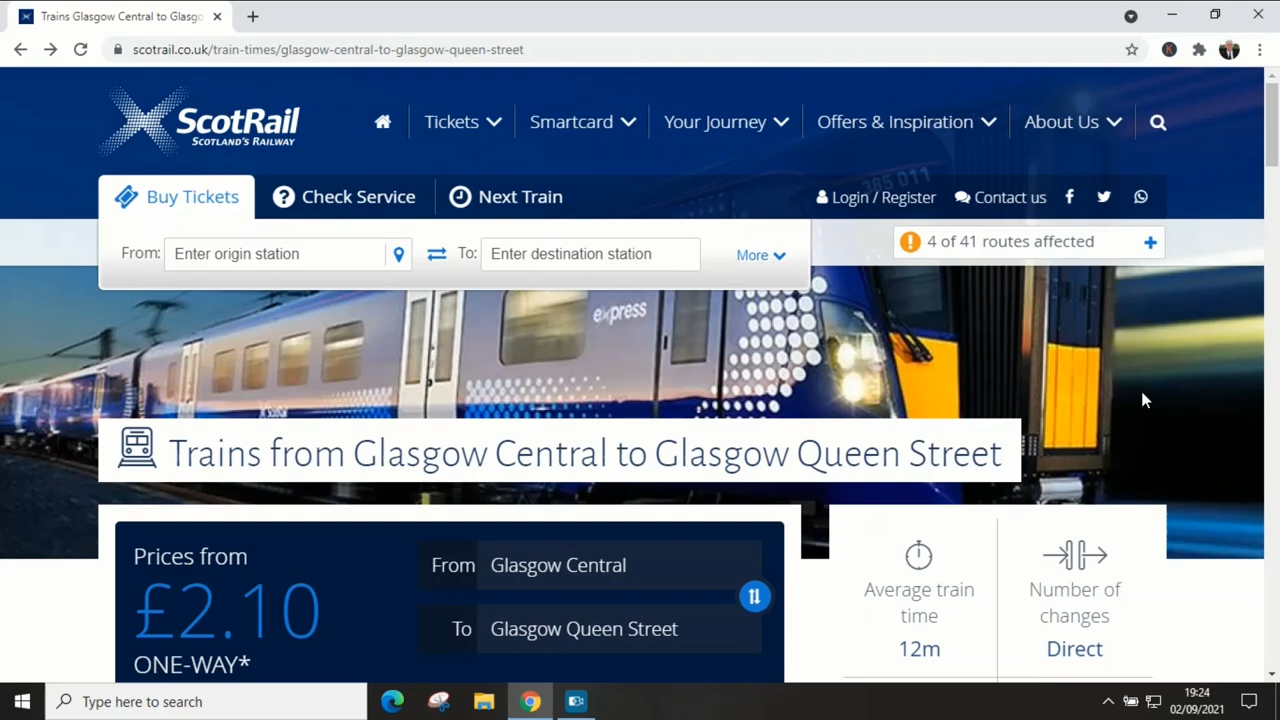 Trains Glasgow Central to Glasgo
scotrail.co.uk/train-times/glasgow-central-to-glasgow-queen-street
K
ScotRail
SCOTLAND'S RAILWAY
Tickets
Smartcard
Your Journey
Offers & Inspiration
About Us
385 011
Buy Tickets
Check Service
Next Train
Login / Register
Contact us
From: Enter origin station
To: Enter destination station
More
4 of 41 routes affected
express
ScotRail
Trains from Glasgow Central to Glasgow Queen Street
Prices from
£2.10
ONE-WAY*
From Glasgow Central
To Glasgow Queen Street
Average train
time
12m
Number of
changes
Direct
Type here to search
19:24
02/09/2021